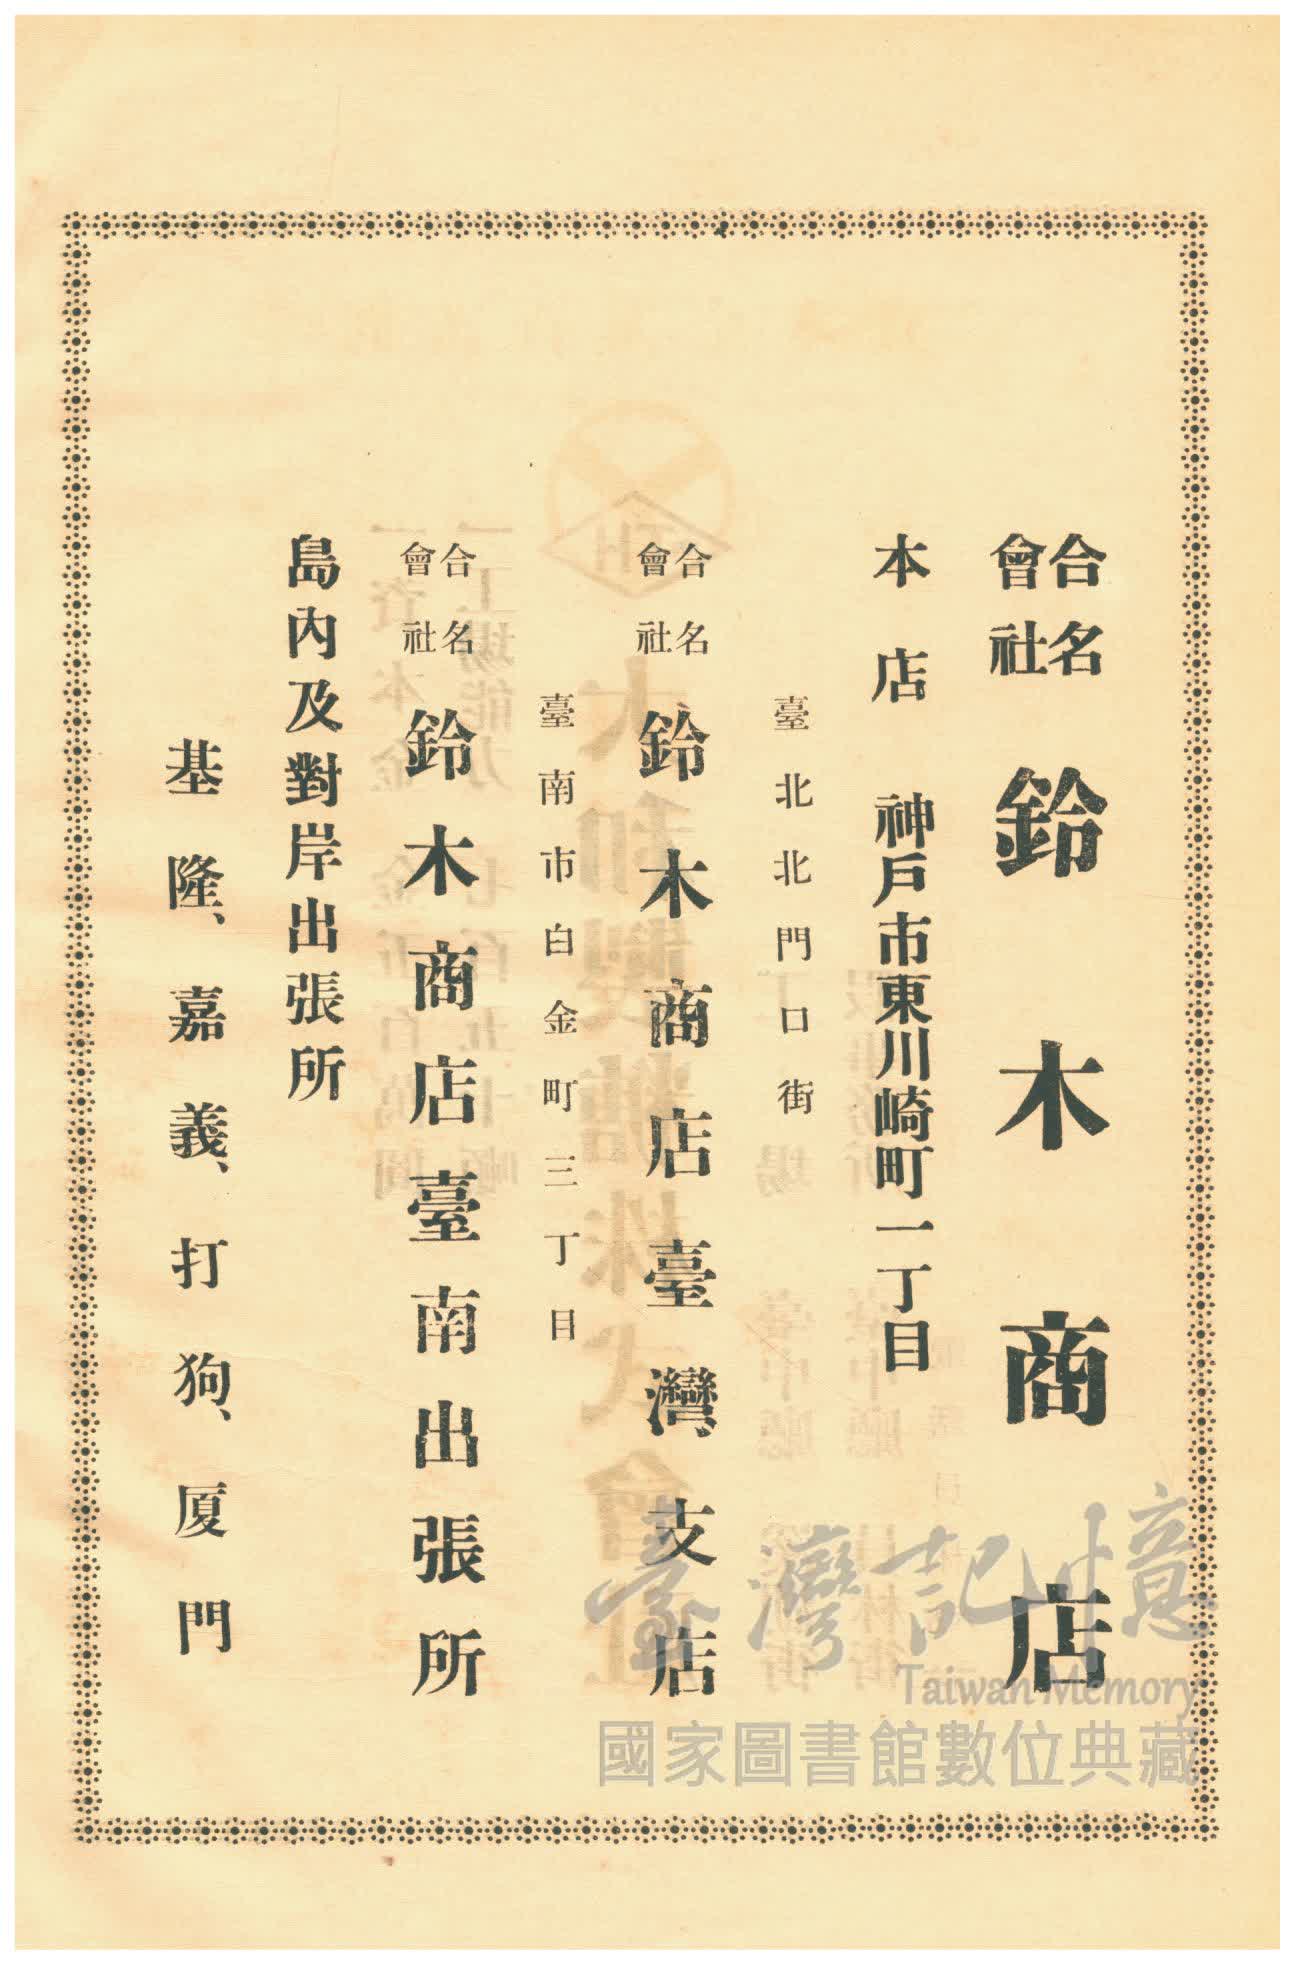 合名會社 鈴木商店
本店 神戶市東川崎町一丁目
臺北北門口街
合名會社 鈴木商店臺灣支店
臺南市白金町三丁目
合名會社 鈴木商店臺南出張所
島內及對岸出張所
基隆、嘉義、打狗、厦門
臺灣記憶
Taiwan Memory
國家圖書館數位典藏